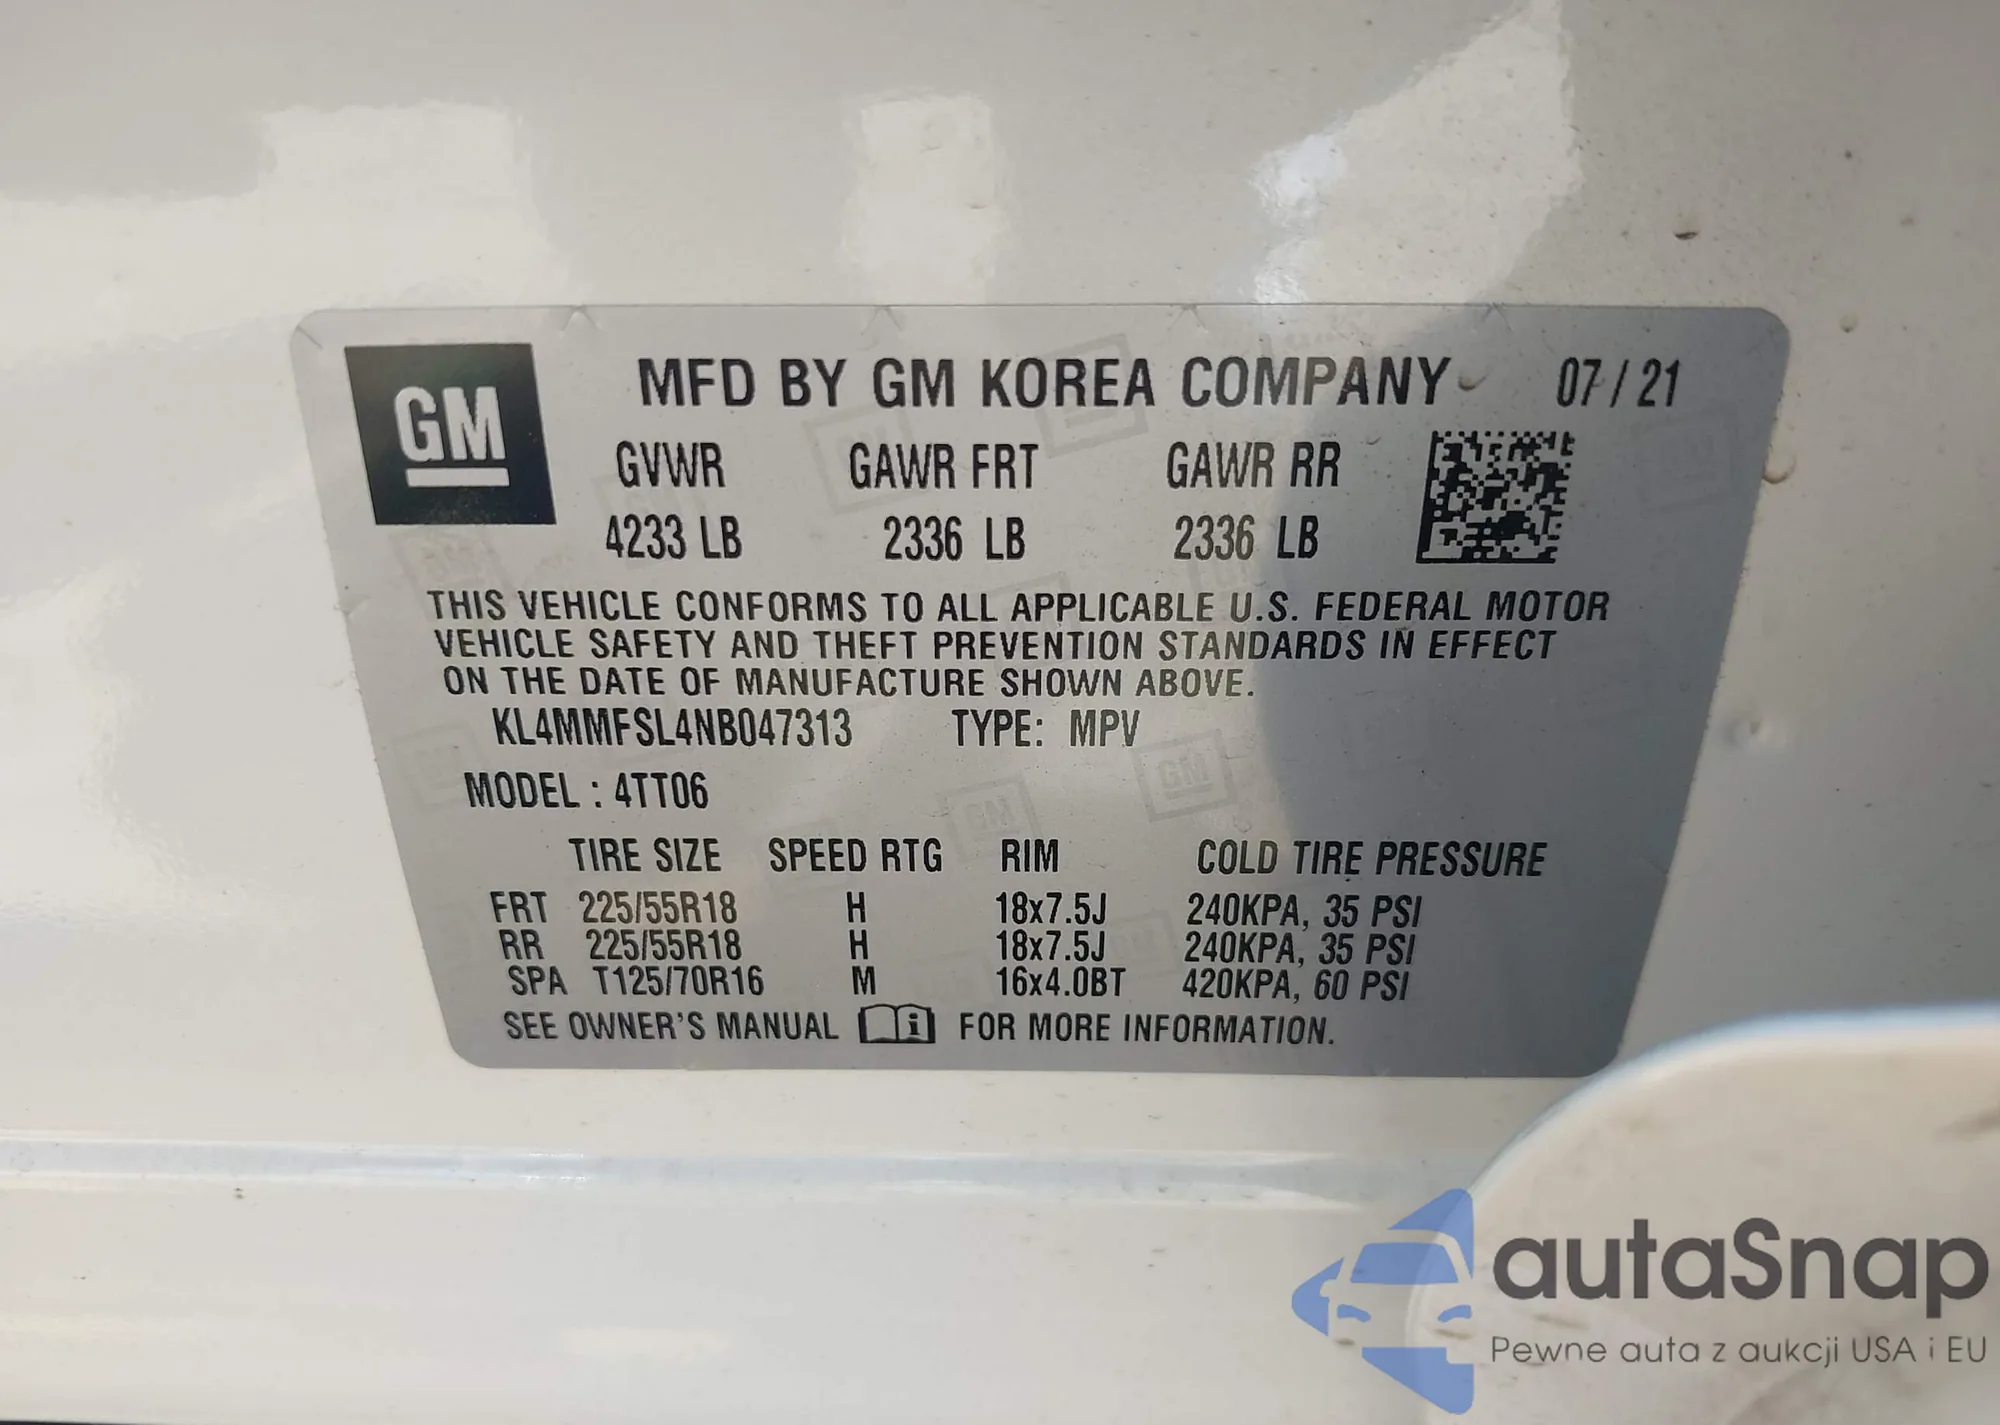 GM
MFD BY GM KOREA COMPANY 07/21
GVWR GAWR FRT GAWR RR
4233 LB 2336 LB 2336 LB
THIS VEHICLE CONFORMS TO ALL APPLICABLE U.S. FEDERAL MOTOR
VEHICLE SAFETY AND THEFT PREVENTION STANDARDS IN EFFECT
ON THE DATE OF MANUFACTURE SHOWN ABOVE.
KL4MMFSL4NB047313 TYPE: MPV
MODEL : 4TT06
TIRE SIZE SPEED RTG RIM COLD TIRE PRESSURE
FRT 225/55R18 H 18x7.5J 240KPA, 35 PSI
RR 225/55R18 H 18x7.5J 240KPA, 35 PSI
SPA T125/70R16 M 16x4.0BT 420KPA, 60 PSI
SEE OWNER'S MANUAL FOR MORE INFORMATION.
autaSnap
Pewne auta z aukcji USA i EU